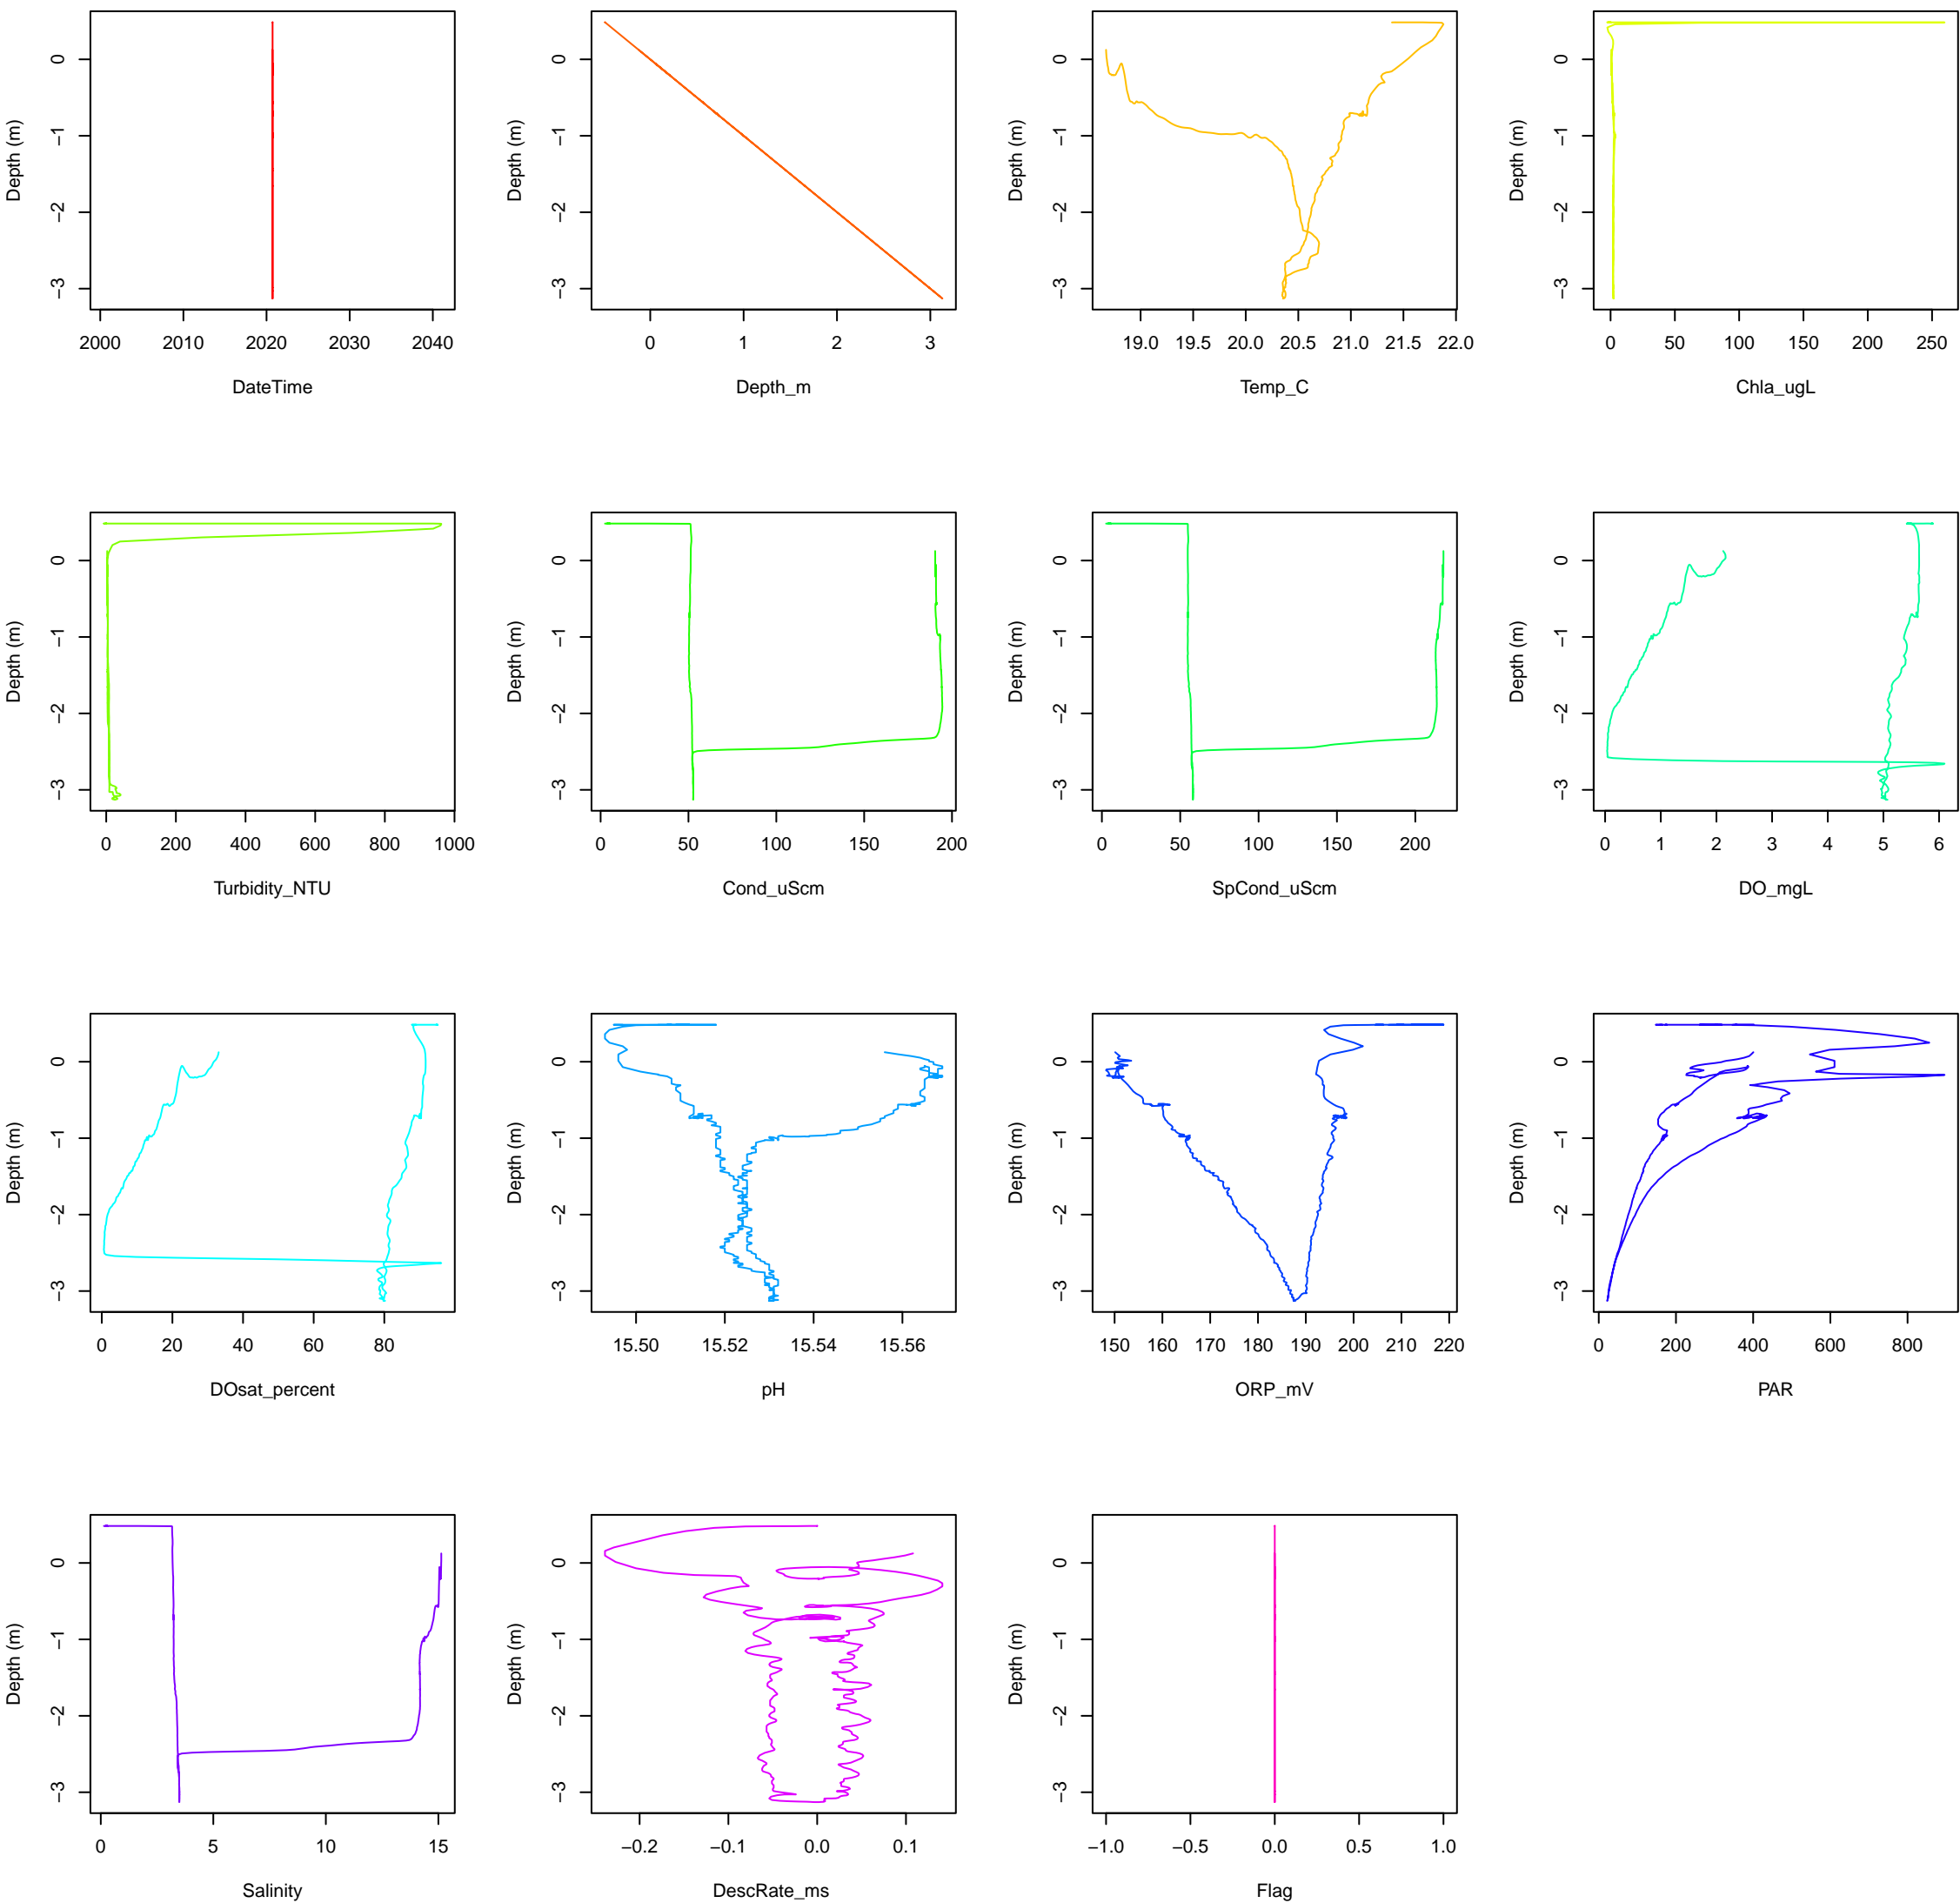 Depth (m)
0
−1
−2
−3
2000 2010 2020 2030 2040
DateTime
Depth (m)
0
−1
−2
−3
0 1 2 3
Depth_m
Depth (m)
0
−1
−2
−3
19.0 19.5 20.0 20.5 21.0 21.5 22.0
Temp_C
Depth (m)
0
−1
−2
−3
0 50 100 150 200 250
Chla_ugL
Depth (m)
0
−1
−2
−3
0 200 400 600 800 1000
Turbidity_NTU
Depth (m)
0
−1
−2
−3
0 50 100 150 200
Cond_uScm
Depth (m)
0
−1
−2
−3
0 50 100 150 200
SpCond_uScm
Depth (m)
0
−1
−2
−3
0 1 2 3 4 5 6
DO_mgL
Depth (m)
0
−1
−2
−3
0 20 40 60 80
DOsat_percent
Depth (m)
0
−1
−2
−3
15.50 15.52 15.54 15.56
pH
Depth (m)
0
−1
−2
−3
150 160 170 180 190 200 210 220
ORP_mV
Depth (m)
0
−1
−2
−3
0 200 400 600 800
PAR
Depth (m)
0
−1
−2
−3
0 5 10 15
Salinity
Depth (m)
0
−1
−2
−3
−0.2 −0.1 0.0 0.1
DescRate_ms
Depth (m)
0
−1
−2
−3
−1.0 −0.5 0.0 0.5 1.0
Flag